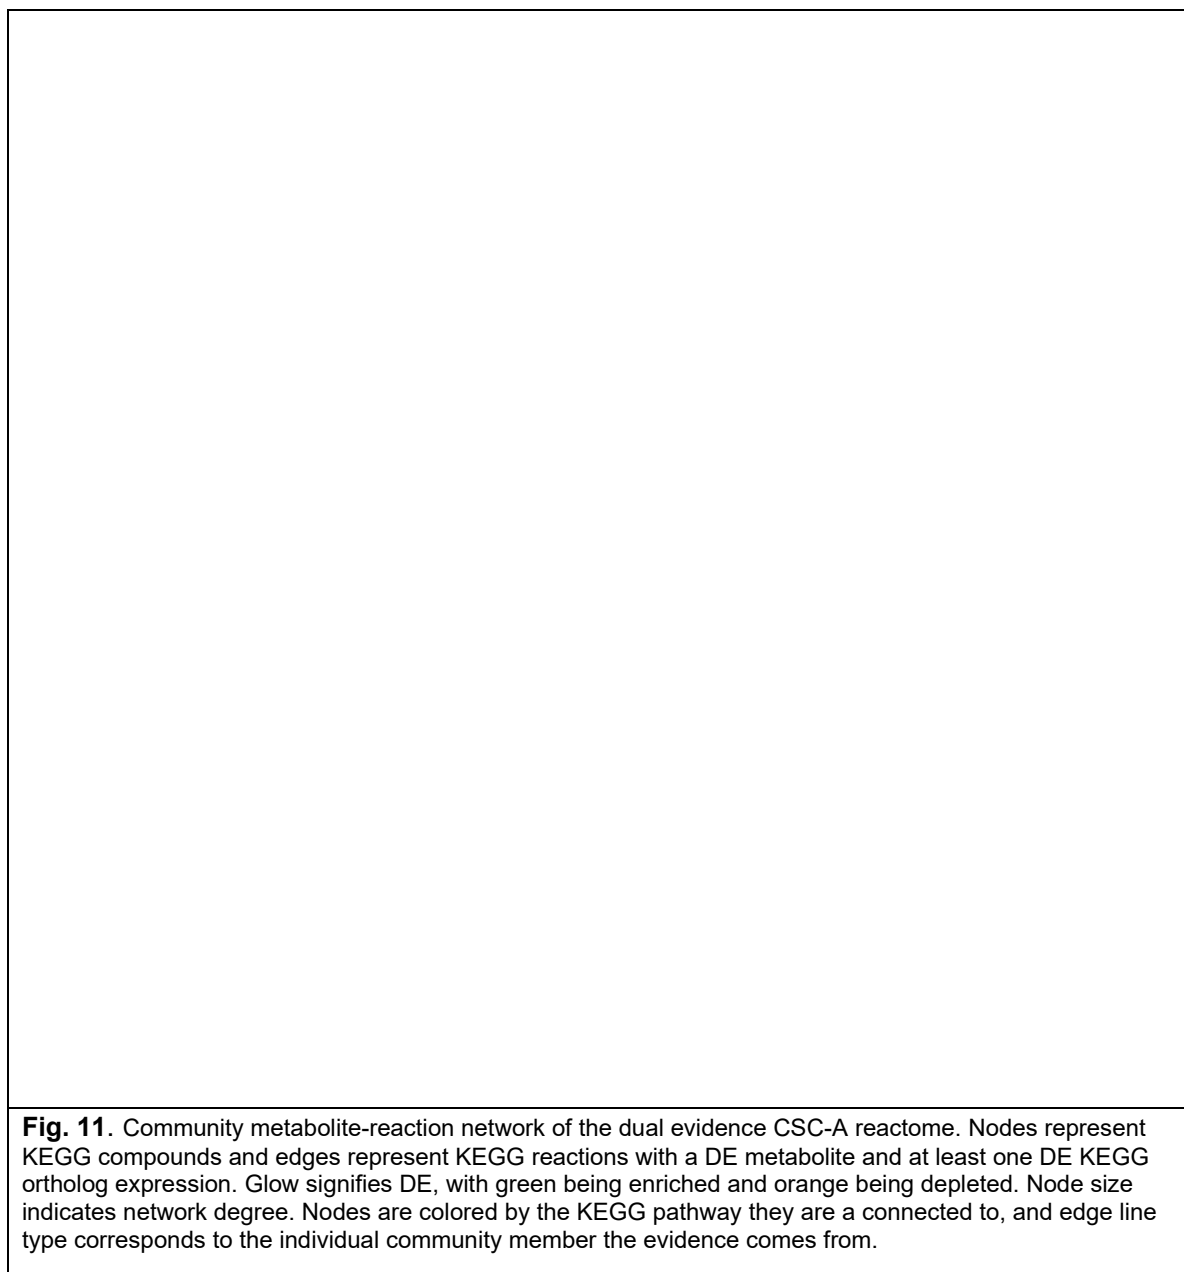 Fig. 11. Community metabolite-reaction network of the dual evidence CSC-A reactome. Nodes represent
KEGG compounds and edges represent KEGG reactions with a DE metabolite and at least one DE KEGG
ortholog expression. Glow signifies DE, with green being enriched and orange being depleted. Node size
indicates network degree. Nodes are colored by the KEGG pathway they are a connected to, and edge line
type corresponds to the individual community member the evidence comes from.